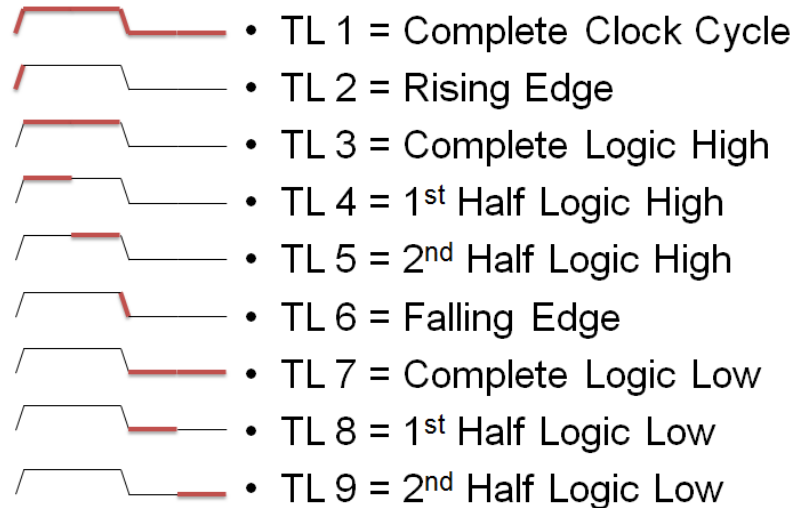 • TL 1 = Complete Clock Cycle
• TL 2 = Rising Edge
• TL 3 = Complete Logic High
• TL 4 = 1st Half Logic High
• TL 5 = 2nd Half Logic High
• TL 6 = Falling Edge
• TL 7 = Complete Logic Low
• TL 8 = 1st Half Logic Low
• TL 9 = 2nd Half Logic Low